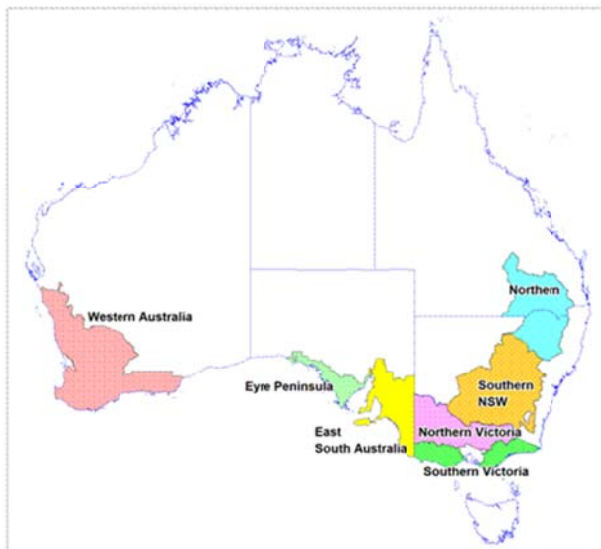 Northern
Western Australia
Eyre Peninsula
Southern
NSW
East
South Australia
Northern Victoria
Southern Victoria